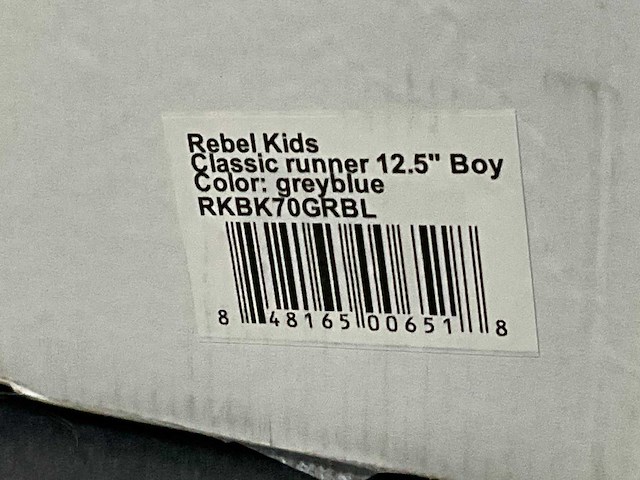 Rebel Kids
Classic runner 12.5" Boy
Color: greyblue
RKBK70GRBL
8 48165 00651 8